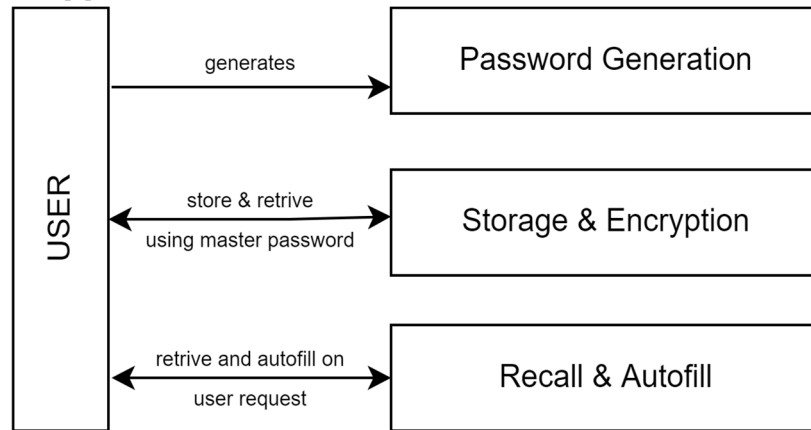 USER
generates
Password Generation
store & retrive
using master password
Storage & Encryption
retrive and autofill on
user request
Recall & Autofill